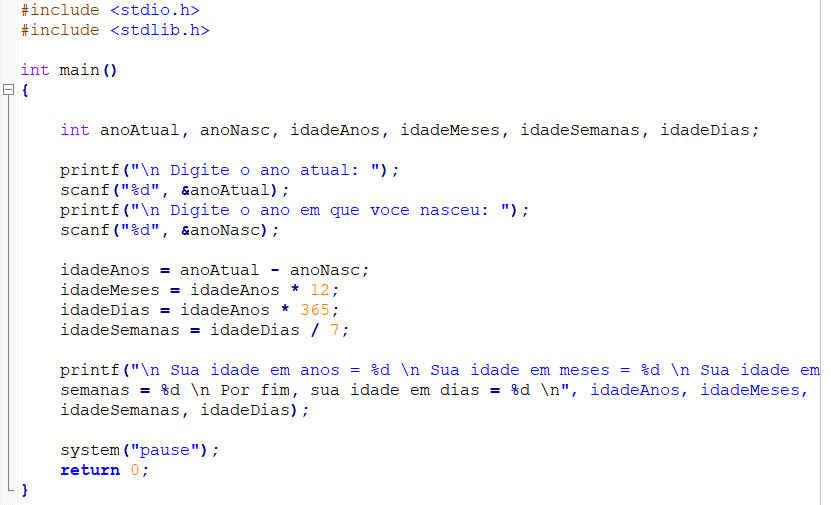 #include <stdio.h>
#include <stdlib.h>
int main()
{
int anoAtual, anoNasc, idadeAnos, idadeMeses, idadeSemanas, idadeDias;
printf("\n Digite o ano atual: ");
scanf("%d", &anoAtual);
printf("\n Digite o ano em que voce nasceu: ");
scanf("%d", &anoNasc);
idadeAnos = anoAtual - anoNasc;
idadeMeses = idadeAnos * 12;
idadeDias = idadeAnos * 365;
idadeSemanas = idadeDias / 7;
printf("\n Sua idade em anos = %d \n Sua idade em meses = %d \n Sua idade em
semanas = %d \n Por fim, sua idade em dias = %d \n", idadeAnos, idadeMeses,
idadeSemanas, idadeDias);
system("pause");
return 0;
}